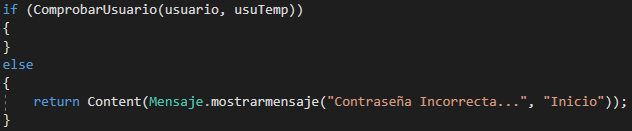 if (ComprobarUsuario(usuario, usuTemp))
{
}
else
{
return Content(Mensaje.mostrarmensaje("Contraseña Incorrecta...", "Inicio"));
}